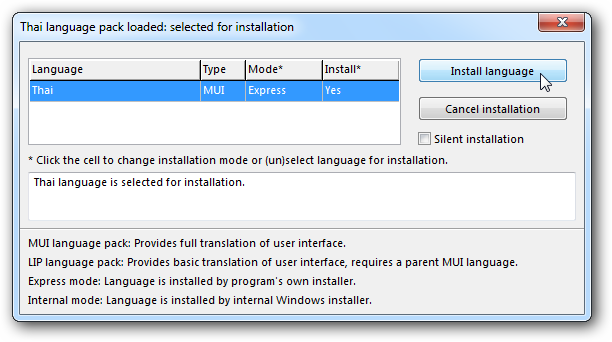 Thai language pack loaded: selected for installation
Language Type Mode* Install*
Thai MUI Express Yes
Install language
Cancel installation
Silent installation
* Click the cell to change installation mode or (un)select language for installation.
Thai language is selected for installation.
MUI language pack: Provides full translation of user interface.
LIP language pack: Provides basic translation of user interface, requires a parent MUI language.
Express mode: Language is installed by program's own installer.
Internal mode: Language is installed by internal Windows installer.